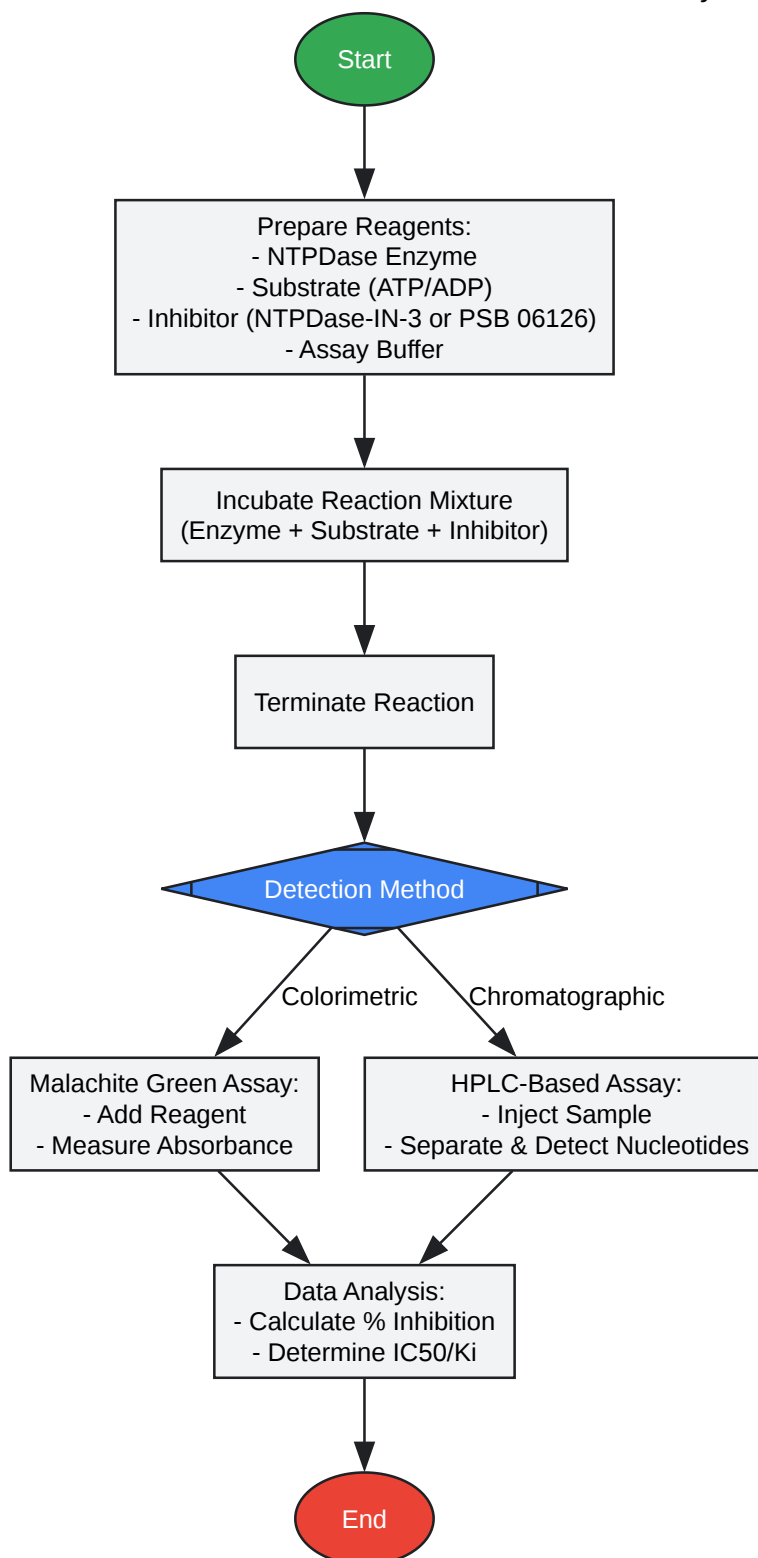 Start
Prepare Reagents:
- NTPDase Enzyme
- Substrate (ATP/ADP)
- Inhibitor (NTPDase-IN-3 or PSB 06126)
- Assay Buffer
Incubate Reaction Mixture
(Enzyme + Substrate + Inhibitor)
Terminate Reaction
Detection Method
Colorimetric
Chromatographic
Malachite Green Assay:
- Add Reagent
- Measure Absorbance
HPLC-Based Assay:
- Inject Sample
- Separate & Detect Nucleotides
Data Analysis:
- Calculate % Inhibition
- Determine IC50/Ki
End